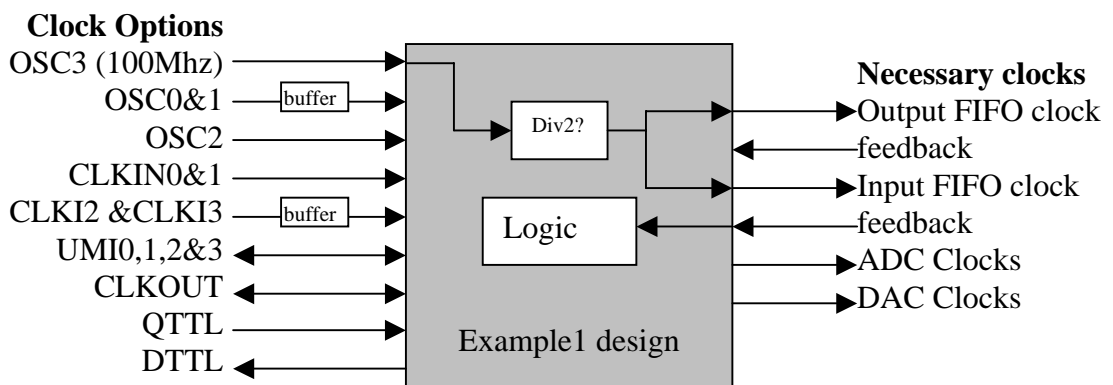 Clock Options
OSC3 (100Mhz)
OSC0&1
buffer
OSC2
CLKIN0&1
CLKI2 &CLKI3
buffer
UMI0,1,2&3
CLKOUT
QTTL
DTTL
Div2?
Logic
Example1 design
Necessary clocks
Output FIFO clock
feedback
Input FIFO clock
feedback
ADC Clocks
DAC Clocks